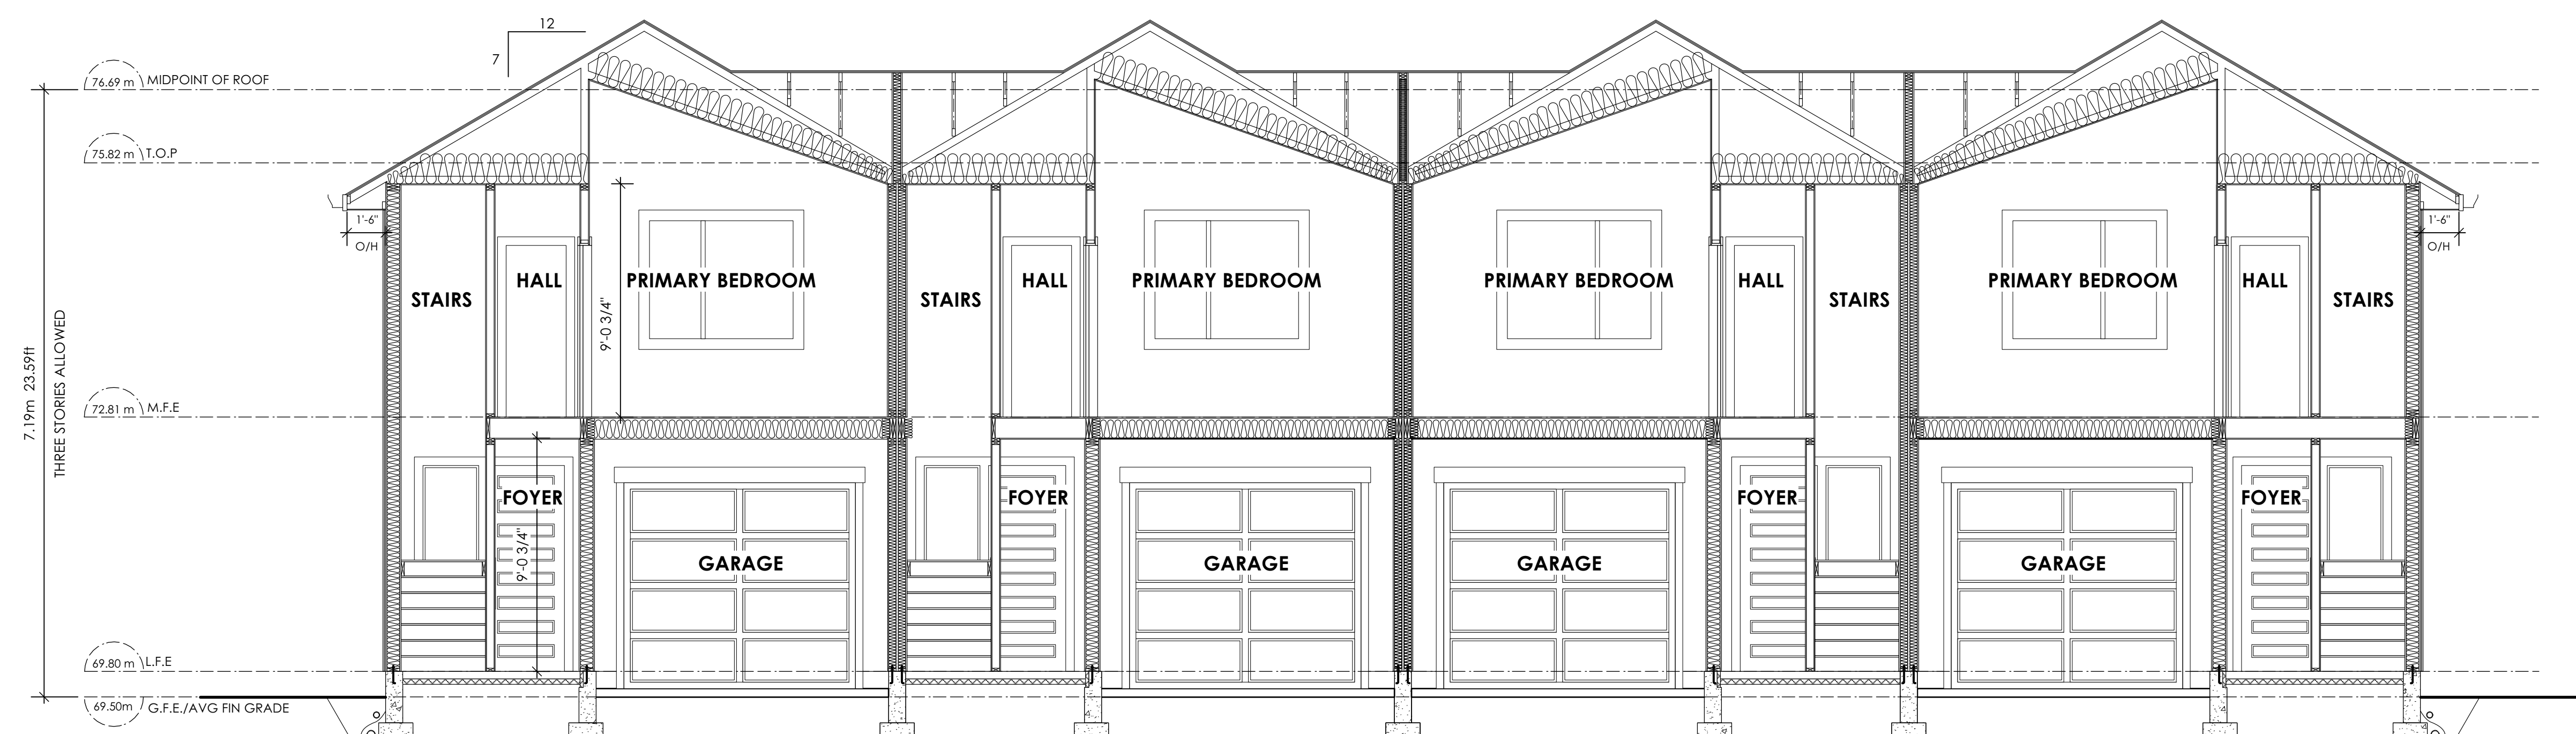 12
7
76.69 m MIDPOINT OF ROOF
75.82 m T.O.P
1'-6"
O/H
1'-6"
O/H
STAIRS
HALL
PRIMARY BEDROOM
9'-0 3/4"
STAIRS
HALL
PRIMARY BEDROOM
PRIMARY BEDROOM
HALL
STAIRS
PRIMARY BEDROOM
HALL
STAIRS
7.19m 23.59ft
THREE STORIES ALLOWED
72.81 m M.F.E
FOYER
9'-0 3/4"
GARAGE
FOYER
GARAGE
GARAGE
FOYER
GARAGE
FOYER
69.80 m L.F.E
69.50m G.F.E./AVG FIN GRADE